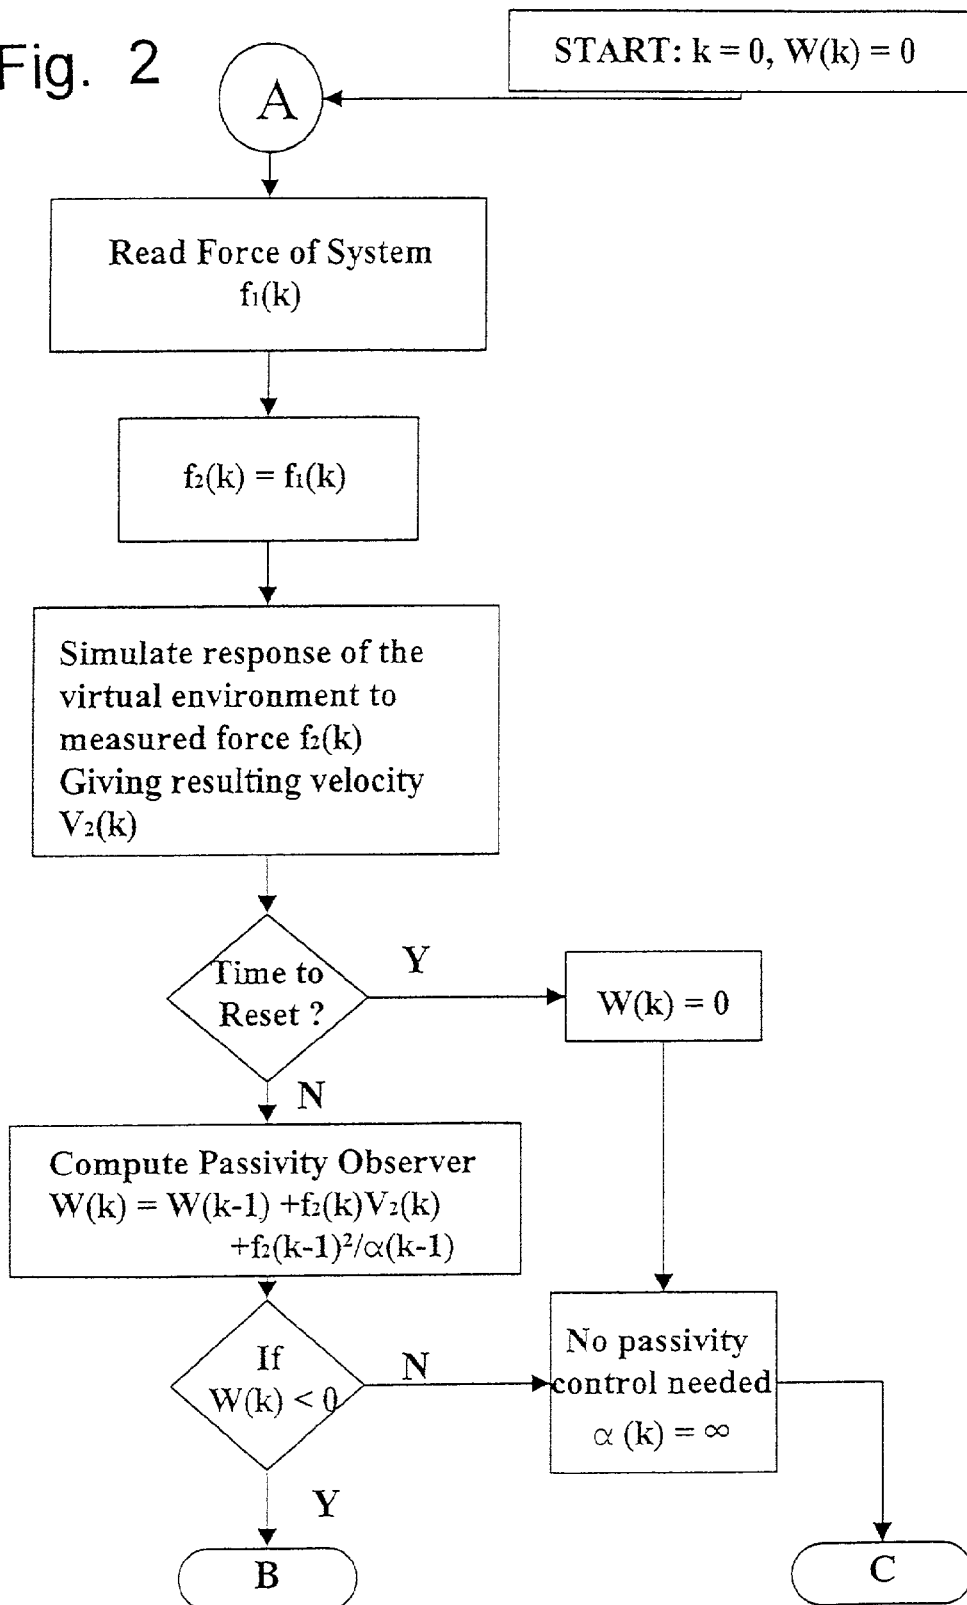 Fig. 2
START: k = 0, W(k) = 0
A
Read Force of System
f₁(k)
f₂(k) = f₁(k)
Simulate response of the
virtual environment to
measured force f₂(k)
Giving resulting velocity
V₂(k)
Time to
Reset ?
Y
W(k) = 0
N
Compute Passivity Observer
W(k) = W(k-1) +f₂(k)V₂(k)
+f₂(k-1)²/∝(k-1)
If
W(k) < 0
N
No passivity
control needed
∝ (k) = ∞
Y
B
C